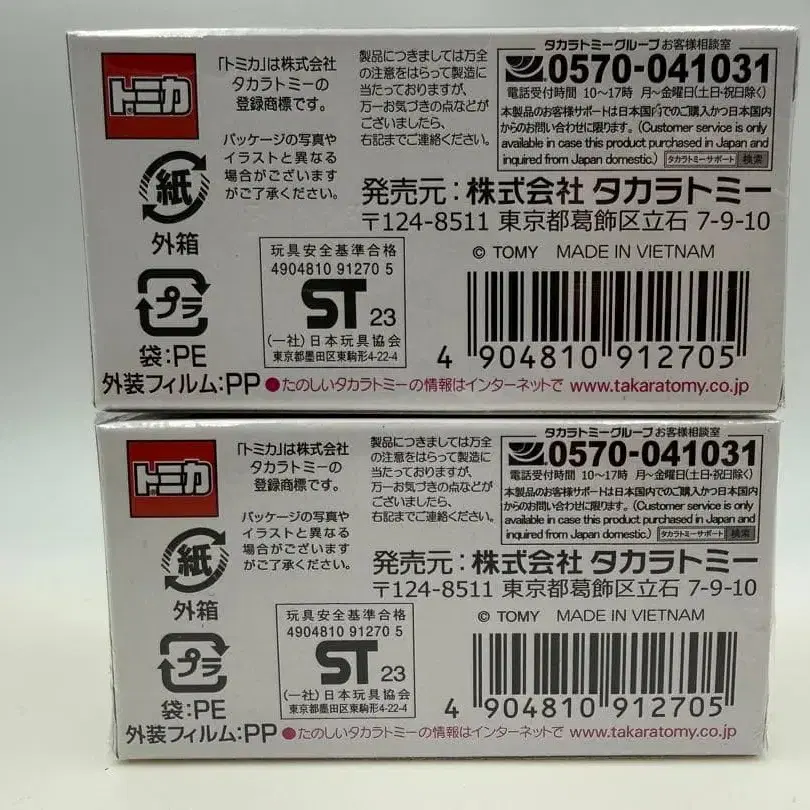 トミカ
「トミカ」は株式会社
タカラトミーの
登録商標です。
パッケージの写真や
イラストと異なる
場合がございます
がご了承ください。
製品につきましては万全
の注意をはらって製造に
当たっておりますが、
万一お気づきの点などが
ございましたら、
右記までご連絡ください。
タカラトミーグループ お客様相談室
0570-041031
電話受付時間 10〜17時 月〜金曜日(土日・祝日除く)
本製品のお客様サポートは日本国内でのご購入かつ日本国内
からのお問い合わせに限ります。(Customer service is only
available in case this product purchased in Japan and
inquired from Japan domestic.) タカラトミーサポート 検索
紙
外箱
発売元:株式会社 タカラトミー
〒124-8511 東京都葛飾区立石 7-9-10
© TOMY MADE IN VIETNAM
プラ
袋:PE
外装フィルム:PP
玩具安全基準合格
4904810 91270 5
ST 23
(一社)日本玩具協会
東京都墨田区東駒形4-22-4
4 904810 912705
●たのしいタカラトミーの情報はインターネットで www.takaratomy.co.jp
トミカ
「トミカ」は株式会社
タカラトミーの
登録商標です。
パッケージの写真や
イラストと異なる
場合がございます
がご了承ください。
製品につきましては万全
の注意をはらって製造に
当たっておりますが、
万一お気づきの点などが
ございましたら、
右記までご連絡ください。
タカラトミーグループ お客様相談室
0570-041031
電話受付時間 10〜17時 月〜金曜日(土日・祝日除く)
本製品のお客様サポートは日本国内でのご購入かつ日本国内
からのお問い合わせに限ります。(Customer service is only
available in case this product purchased in Japan and
inquired from Japan domestic.) タカラトミーサポート 検索
紙
外箱
発売元:株式会社 タカラトミー
〒124-8511 東京都葛飾区立石 7-9-10
© TOMY MADE IN VIETNAM
プラ
袋:PE
外装フィルム:PP
玩具安全基準合格
4904810 91270 5
ST 23
(一社)日本玩具協会
東京都墨田区東駒形4-22-4
4 904810 912705
●たのしいタカラトミーの情報はインターネットで www.takaratomy.co.jp